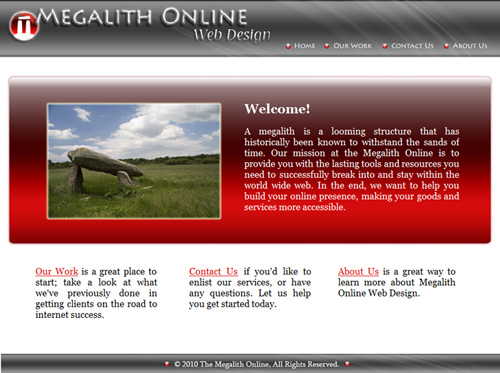 MEGALITH ONLINE
Web Design
HOME OUR WORK CONTACT US ABOUT US
Welcome!
A megalith is a looming structure that has
historically been known to withstand the sands of
time. Our mission at the Megalith Online is to
provide you with the lasting tools and resources you
need to successfully break into and stay within the
world wide web. In the end, we want to help you
build your online presence, making your goods and
services more accessible.
Our Work is a great place to
start; take a look at what
we've previously done in
getting clients on the road to
internet success.
Contact Us if you'd like to
enlist our services, or have
any questions. Let us help
you get started today.
About Us is a great way to
learn more about Megalith
Online Web Design.
© 2010 The Megalith Online, All Rights Reserved.